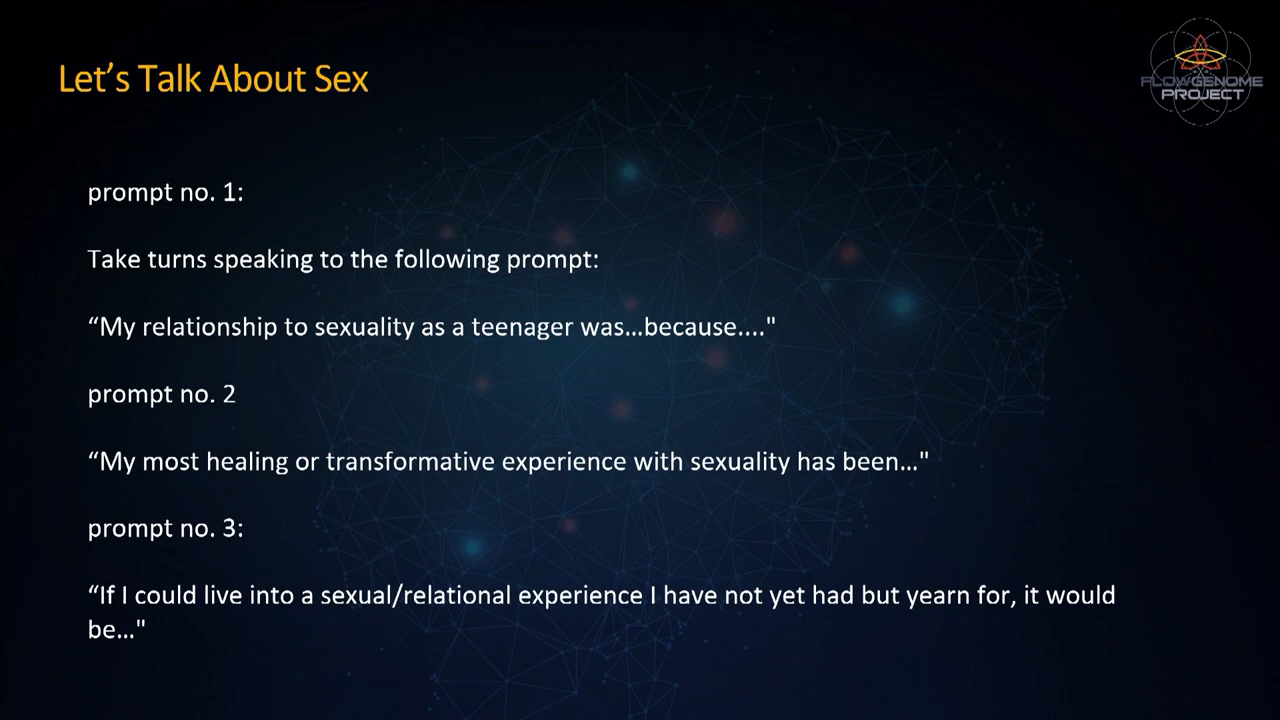 Let's Talk About Sex
FLOWGENOME
PROJECT
prompt no. 1:
Take turns speaking to the following prompt:
“My relationship to sexuality as a teenager was…because...."
prompt no. 2
“My most healing or transformative experience with sexuality has been…"
prompt no. 3:
“If I could live into a sexual/relational experience I have not yet had but yearn for, it would
be…"